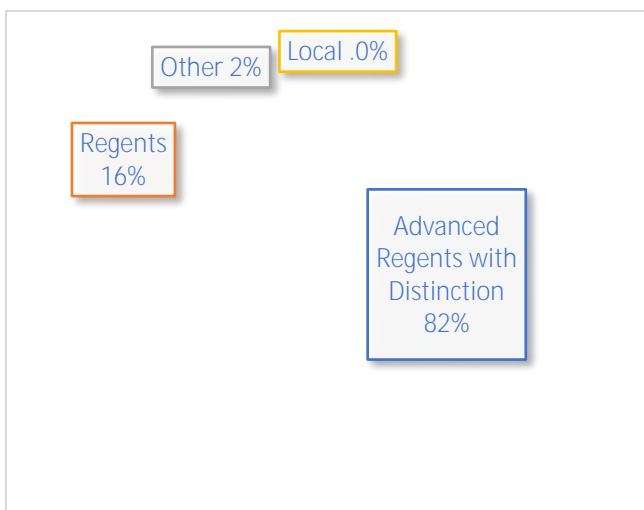 Local .0%
Other 2%
Regents
16%
Advanced
Regents with
Distinction
82%